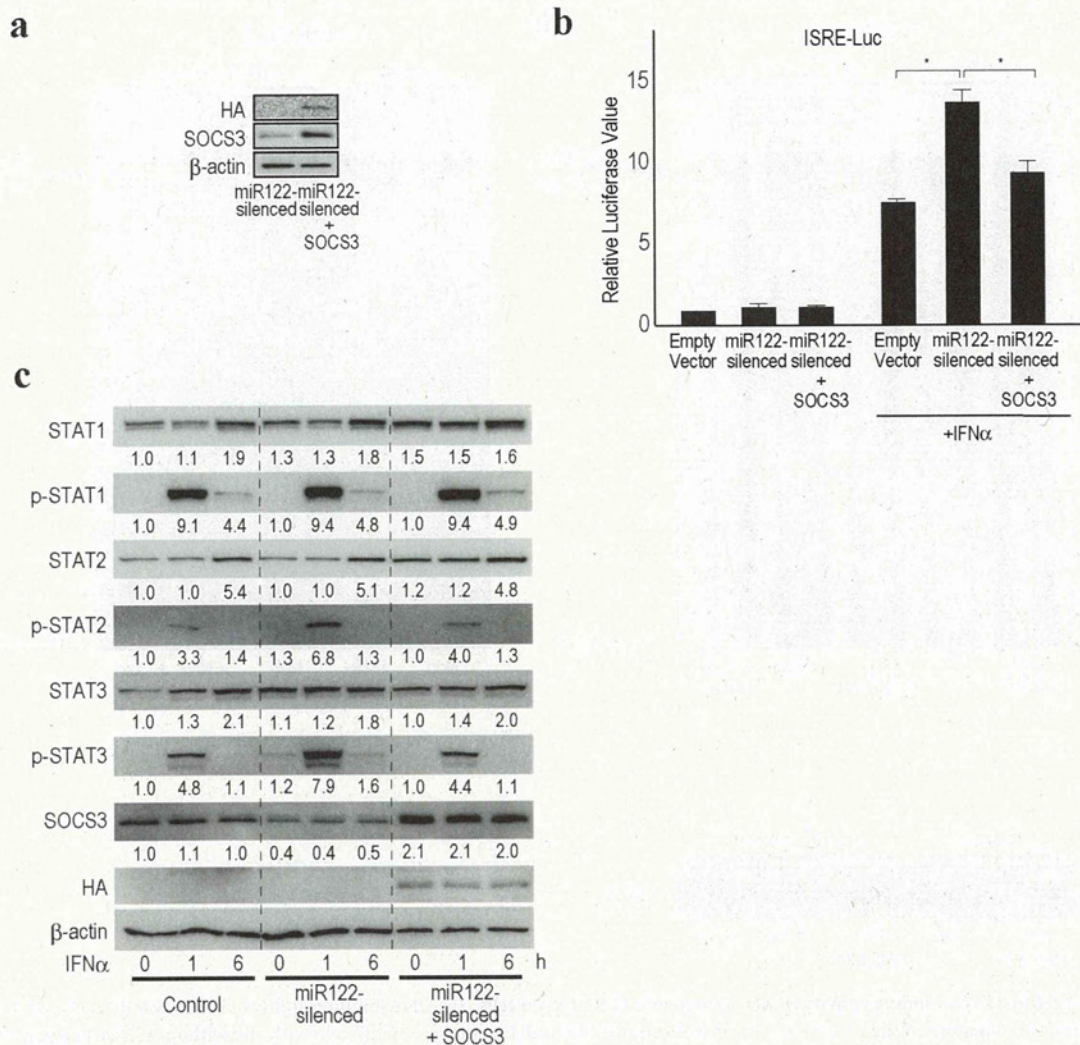 a
HA
SOCS3
β-actin
miR122-silenced
miR122-silenced + SOCS3
b
ISRE-Luc
Relative Luciferase Value
15
10
5
0
* *
Empty Vector
miR122-silenced
miR122-silenced + SOCS3
Empty Vector
miR122-silenced
miR122-silenced + SOCS3
+IFNα
c
STAT1
1.0 1.1 1.9 1.3 1.3 1.8 1.5 1.5 1.6
p-STAT1
1.0 9.1 4.4 1.0 9.4 4.8 1.0 9.4 4.9
STAT2
1.0 1.0 5.4 1.0 1.0 5.1 1.2 1.2 4.8
p-STAT2
1.0 3.3 1.4 1.3 6.8 1.3 1.0 4.0 1.3
STAT3
1.0 1.3 2.1 1.1 1.2 1.8 1.0 1.4 2.0
p-STAT3
1.0 4.8 1.1 1.2 7.9 1.6 1.0 4.4 1.1
SOCS3
1.0 1.1 1.0 0.4 0.4 0.5 2.1 2.1 2.0
HA
β-actin
IFNα 0 1 6 0 1 6 0 1 6 h
Control
miR122-silenced
miR122-silenced + SOCS3